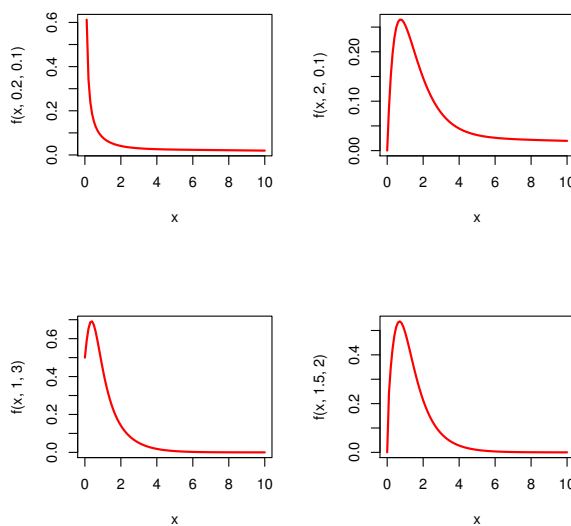 f(x, 0.2, 0.1)
0.0 0.2 0.4 0.6
0 2 4 6 8 10
x
f(x, 2, 0.1)
0.00 0.10 0.20
0 2 4 6 8 10
x
f(x, 1, 3)
0.0 0.2 0.4 0.6
0 2 4 6 8 10
x
f(x, 1.5, 2)
0.0 0.2 0.4
0 2 4 6 8 10
x